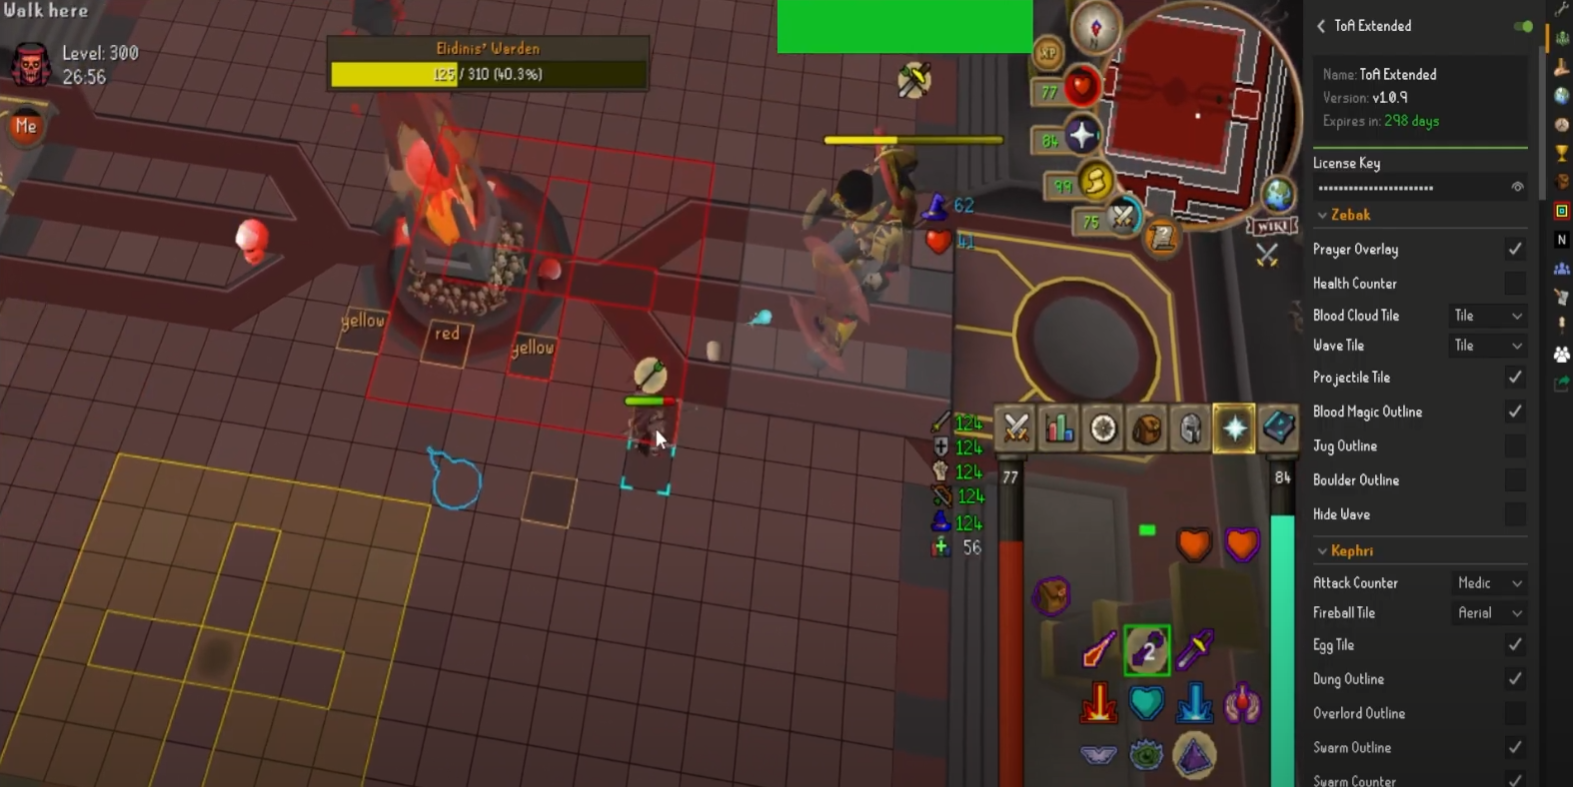 Walk here
Level: 300
26:56
Me
Elidinis' Warden
125 / 310 (40.3%)
XP
77
84
99
75
N
WIKI
62
41
yellow
red
yellow
124
124
124
124
124
56
77
84
2
ToA Extended
Name: ToA Extended
Version: v1.0.9
Expires in: 298 days
License Key
Zebak
Prayer Overlay
Health Counter
Blood Cloud Tile Tile
Wave Tile Tile
Projectile Tile
Blood Magic Outline
Jug Outline
Boulder Outline
Hide Wave
Kephri
Attack Counter Medic
Fireball Tile Aerial
Egg Tile
Dung Outline
Overlord Outline
Swarm Outline
Swarm Counter
N